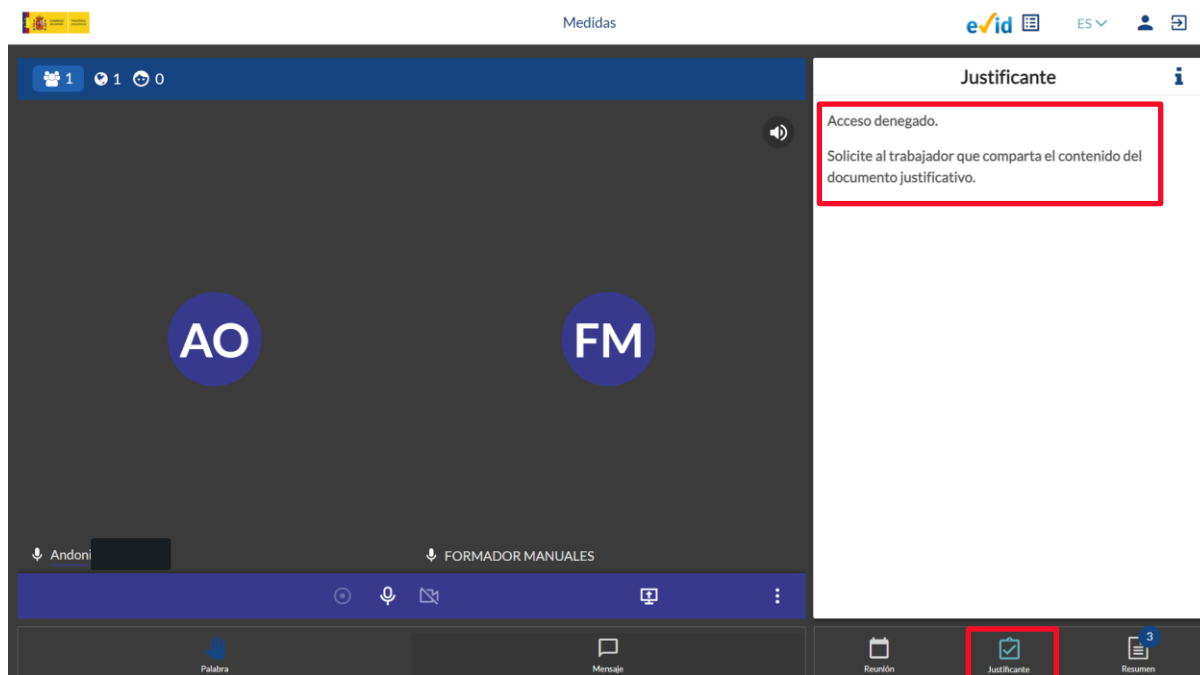 Medidas
e✓id
ES
1 1 0
Justificante
Acceso denegado.
Solicite al trabajador que comparta el contenido del
documento justificativo.
AO
FM
Andoni
FORMADOR MANUALES
Palabra
Mensaje
Reunión
Justificante
3
Resumen